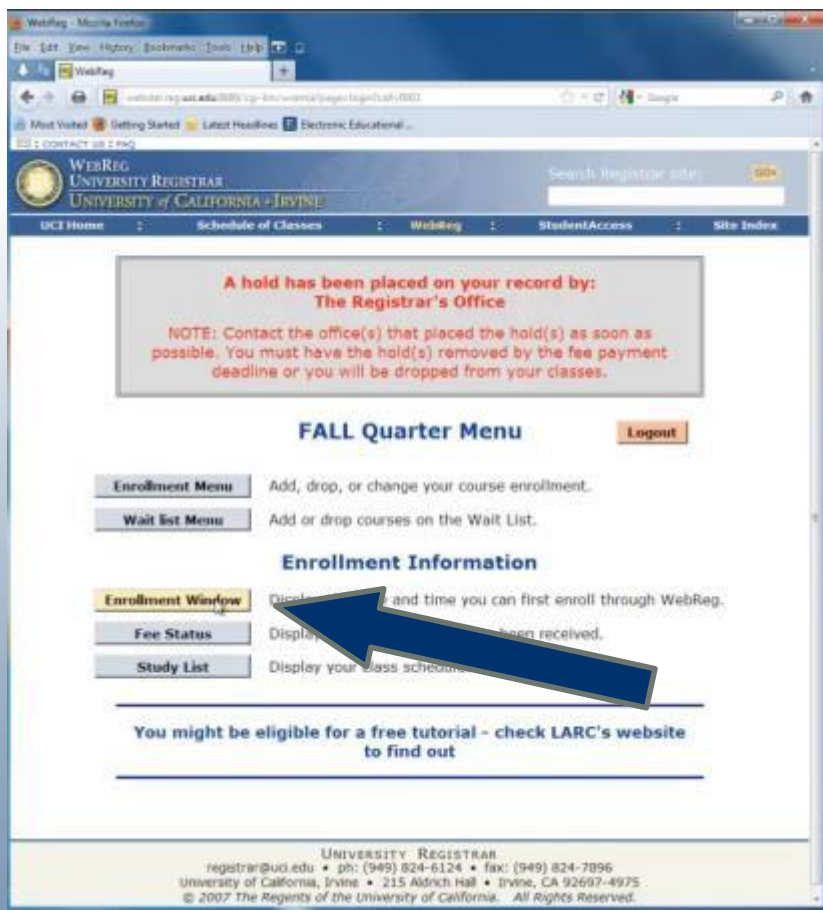 WebReg - Mozilla Firefox
File Edit View History Bookmarks Tools Help
WebReg
Google
Most Visited Getting Started Latest Headlines Electronic Educational ...
CONTACT US : FAQ
WEBREG
UNIVERSITY REGISTRAR
UNIVERSITY of CALIFORNIA • IRVINE
Search Registrar site: GO>
UCI Home : Schedule of Classes : WebReg : StudentAccess : Site Index
A hold has been placed on your record by:
The Registrar's Office
NOTE: Contact the office(s) that placed the hold(s) as soon as
possible. You must have the hold(s) removed by the fee payment
deadline or you will be dropped from your classes.
FALL Quarter Menu Logout
Enrollment Menu Add, drop, or change your course enrollment.
Wait list Menu Add or drop courses on the Wait List.
Enrollment Information
Enrollment Window and time you can first enroll through WebReg.
Fee Status been received.
Study List Display your class
You might be eligible for a free tutorial - check LARC's website
to find out
UNIVERSITY REGISTRAR
registrar@uci.edu • ph: (949) 824-6124 • fax: (949) 824-7896
University of California, Irvine • 215 Aldrich Hall • Irvine, CA 92697-4975
© 2007 The Regents of the University of California. All Rights Reserved.